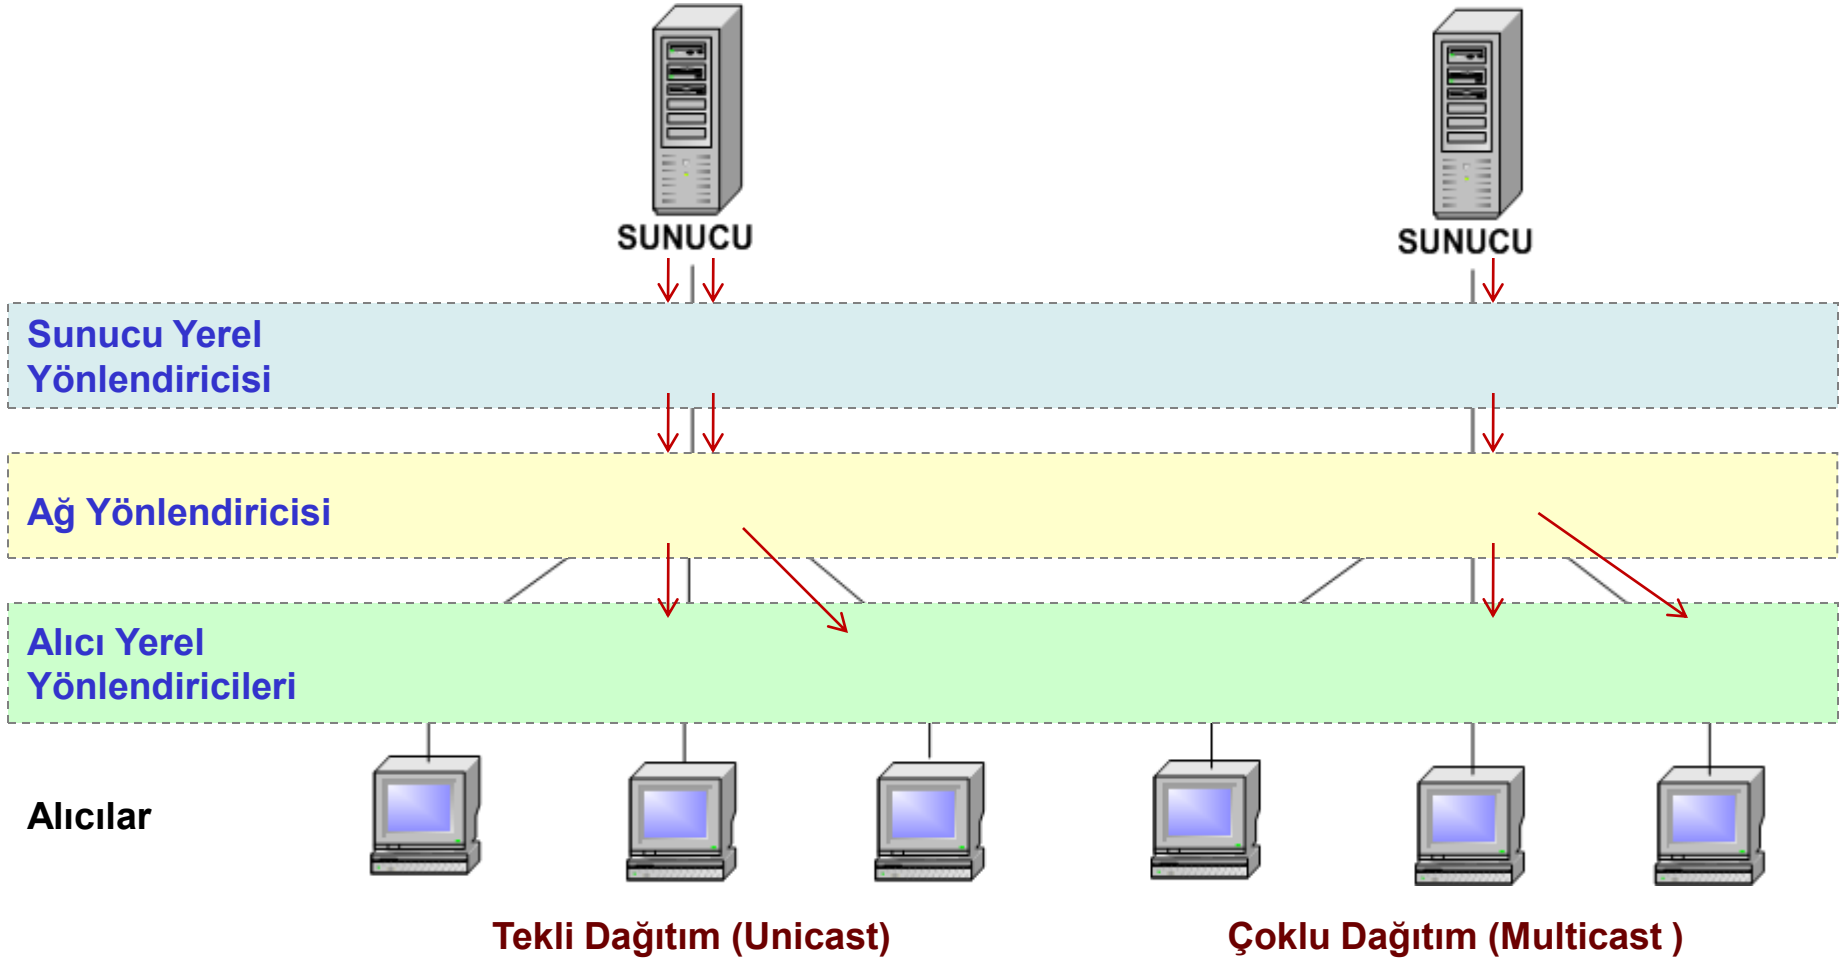 SUNUCU
SUNUCU
Sunucu Yerel
Yönlendiricisi
Ağ Yönlendiricisi
Alıcı Yerel
Yönlendiricileri
Alıcılar
Tekli Dağıtım (Unicast)
Çoklu Dağıtım (Multicast )